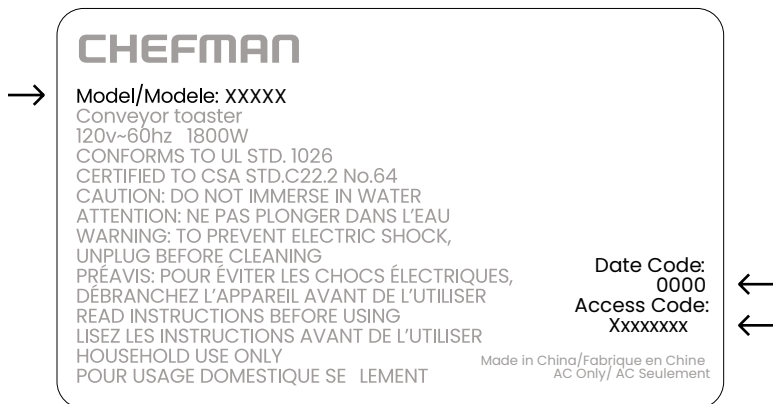 CHEFMAN
Model/Modele: XXXXX
Conveyor toaster
120v~60hz 1800W
CONFORMS TO UL STD. 1026
CERTIFIED TO CSA STD.C22.2 No.64
CAUTION: DO NOT IMMERSE IN WATER
ATTENTION: NE PAS PLONGER DANS L'EAU
WARNING: TO PREVENT ELECTRIC SHOCK,
UNPLUG BEFORE CLEANING
PRÉAVIS: POUR ÉVITER LES CHOCS ÉLECTRIQUES,
DÉBRANCHEZ L'APPAREIL AVANT DE L'UTILISER
READ INSTRUCTIONS BEFORE USING
LISEZ LES INSTRUCTIONS AVANT DE L'UTILISER
HOUSEHOLD USE ONLY
POUR USAGE DOMESTIQUE SE LEMENT
Date Code:
0000
Access Code:
Xxxxxxxx
Made in China/Fabrique en Chine
AC Only/ AC Seulement